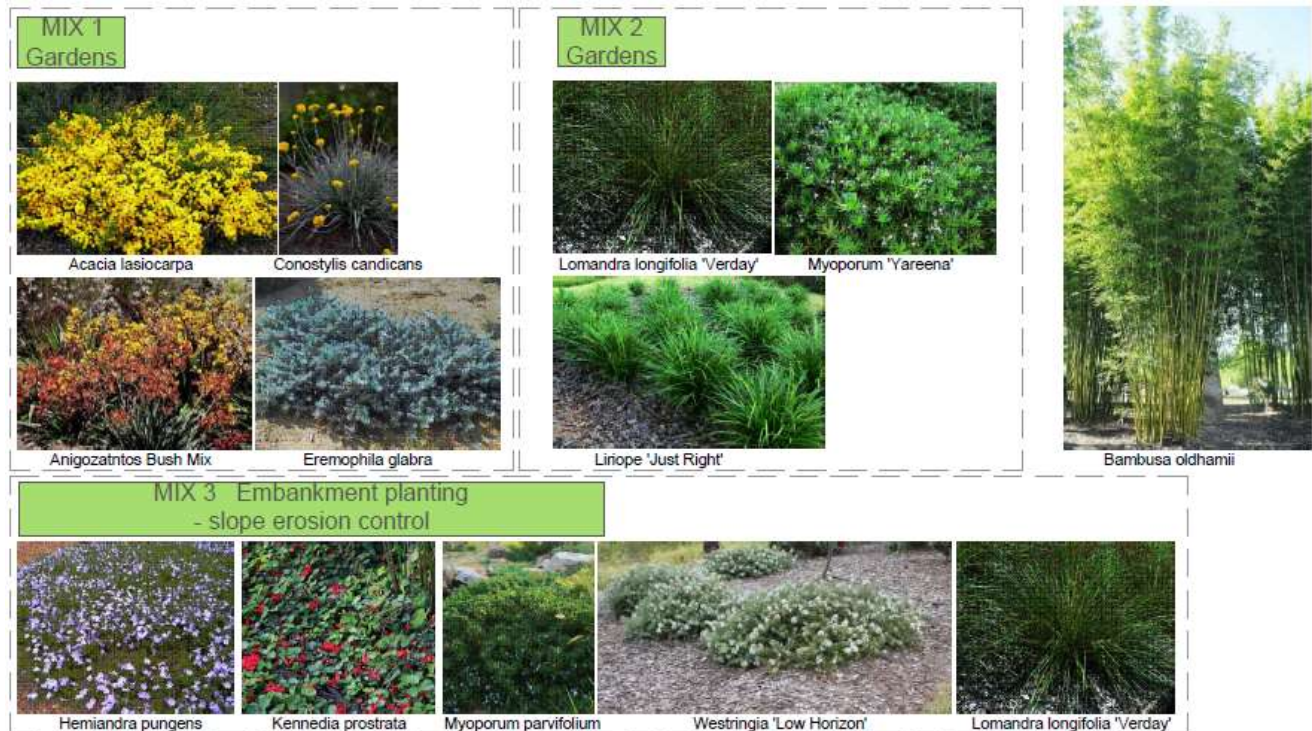 MIX 1
Gardens
Acacia lasiocarpa
Conostylis candicans
Anigozatntos Bush Mix
Eremophila glabra
MIX 2
Gardens
Lomandra longifolia 'Verday'
Myoporum 'Yareena'
Liriope 'Just Right'
Bambusa oldhamii
MIX 3 Embankment planting
- slope erosion control
Hemiandra pungens
Kennedia prostrata
Myoporum parvifolium
Westringia 'Low Horizon'
Lomandra longifolia 'Verday'